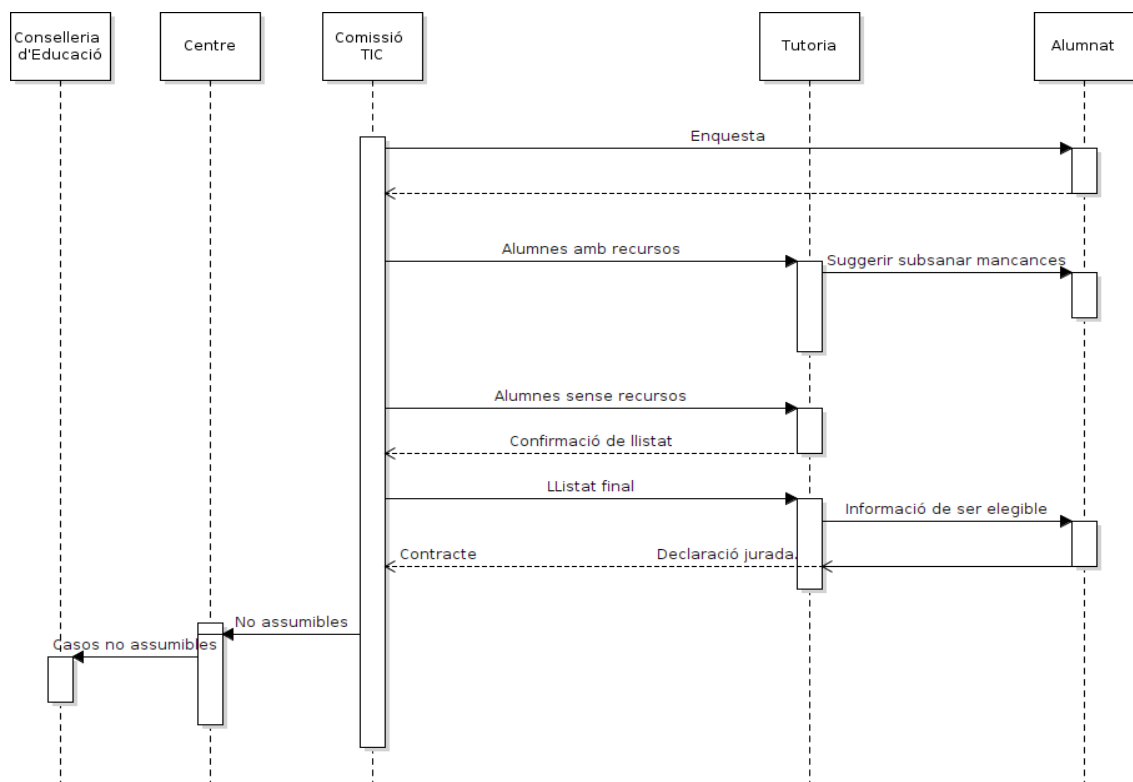 Conselleria
d'Educació
Centre
Comissió
TIC
Tutoria
Alumnat
Enquesta
Alumnes amb recursos
Suggerir subsanar mancances
Alumnes sense recursos
Confirmació de llistat
LListat final
Informació de ser elegible
Contracte
Declaració jurada.
No assumibles
Casos no assumibles